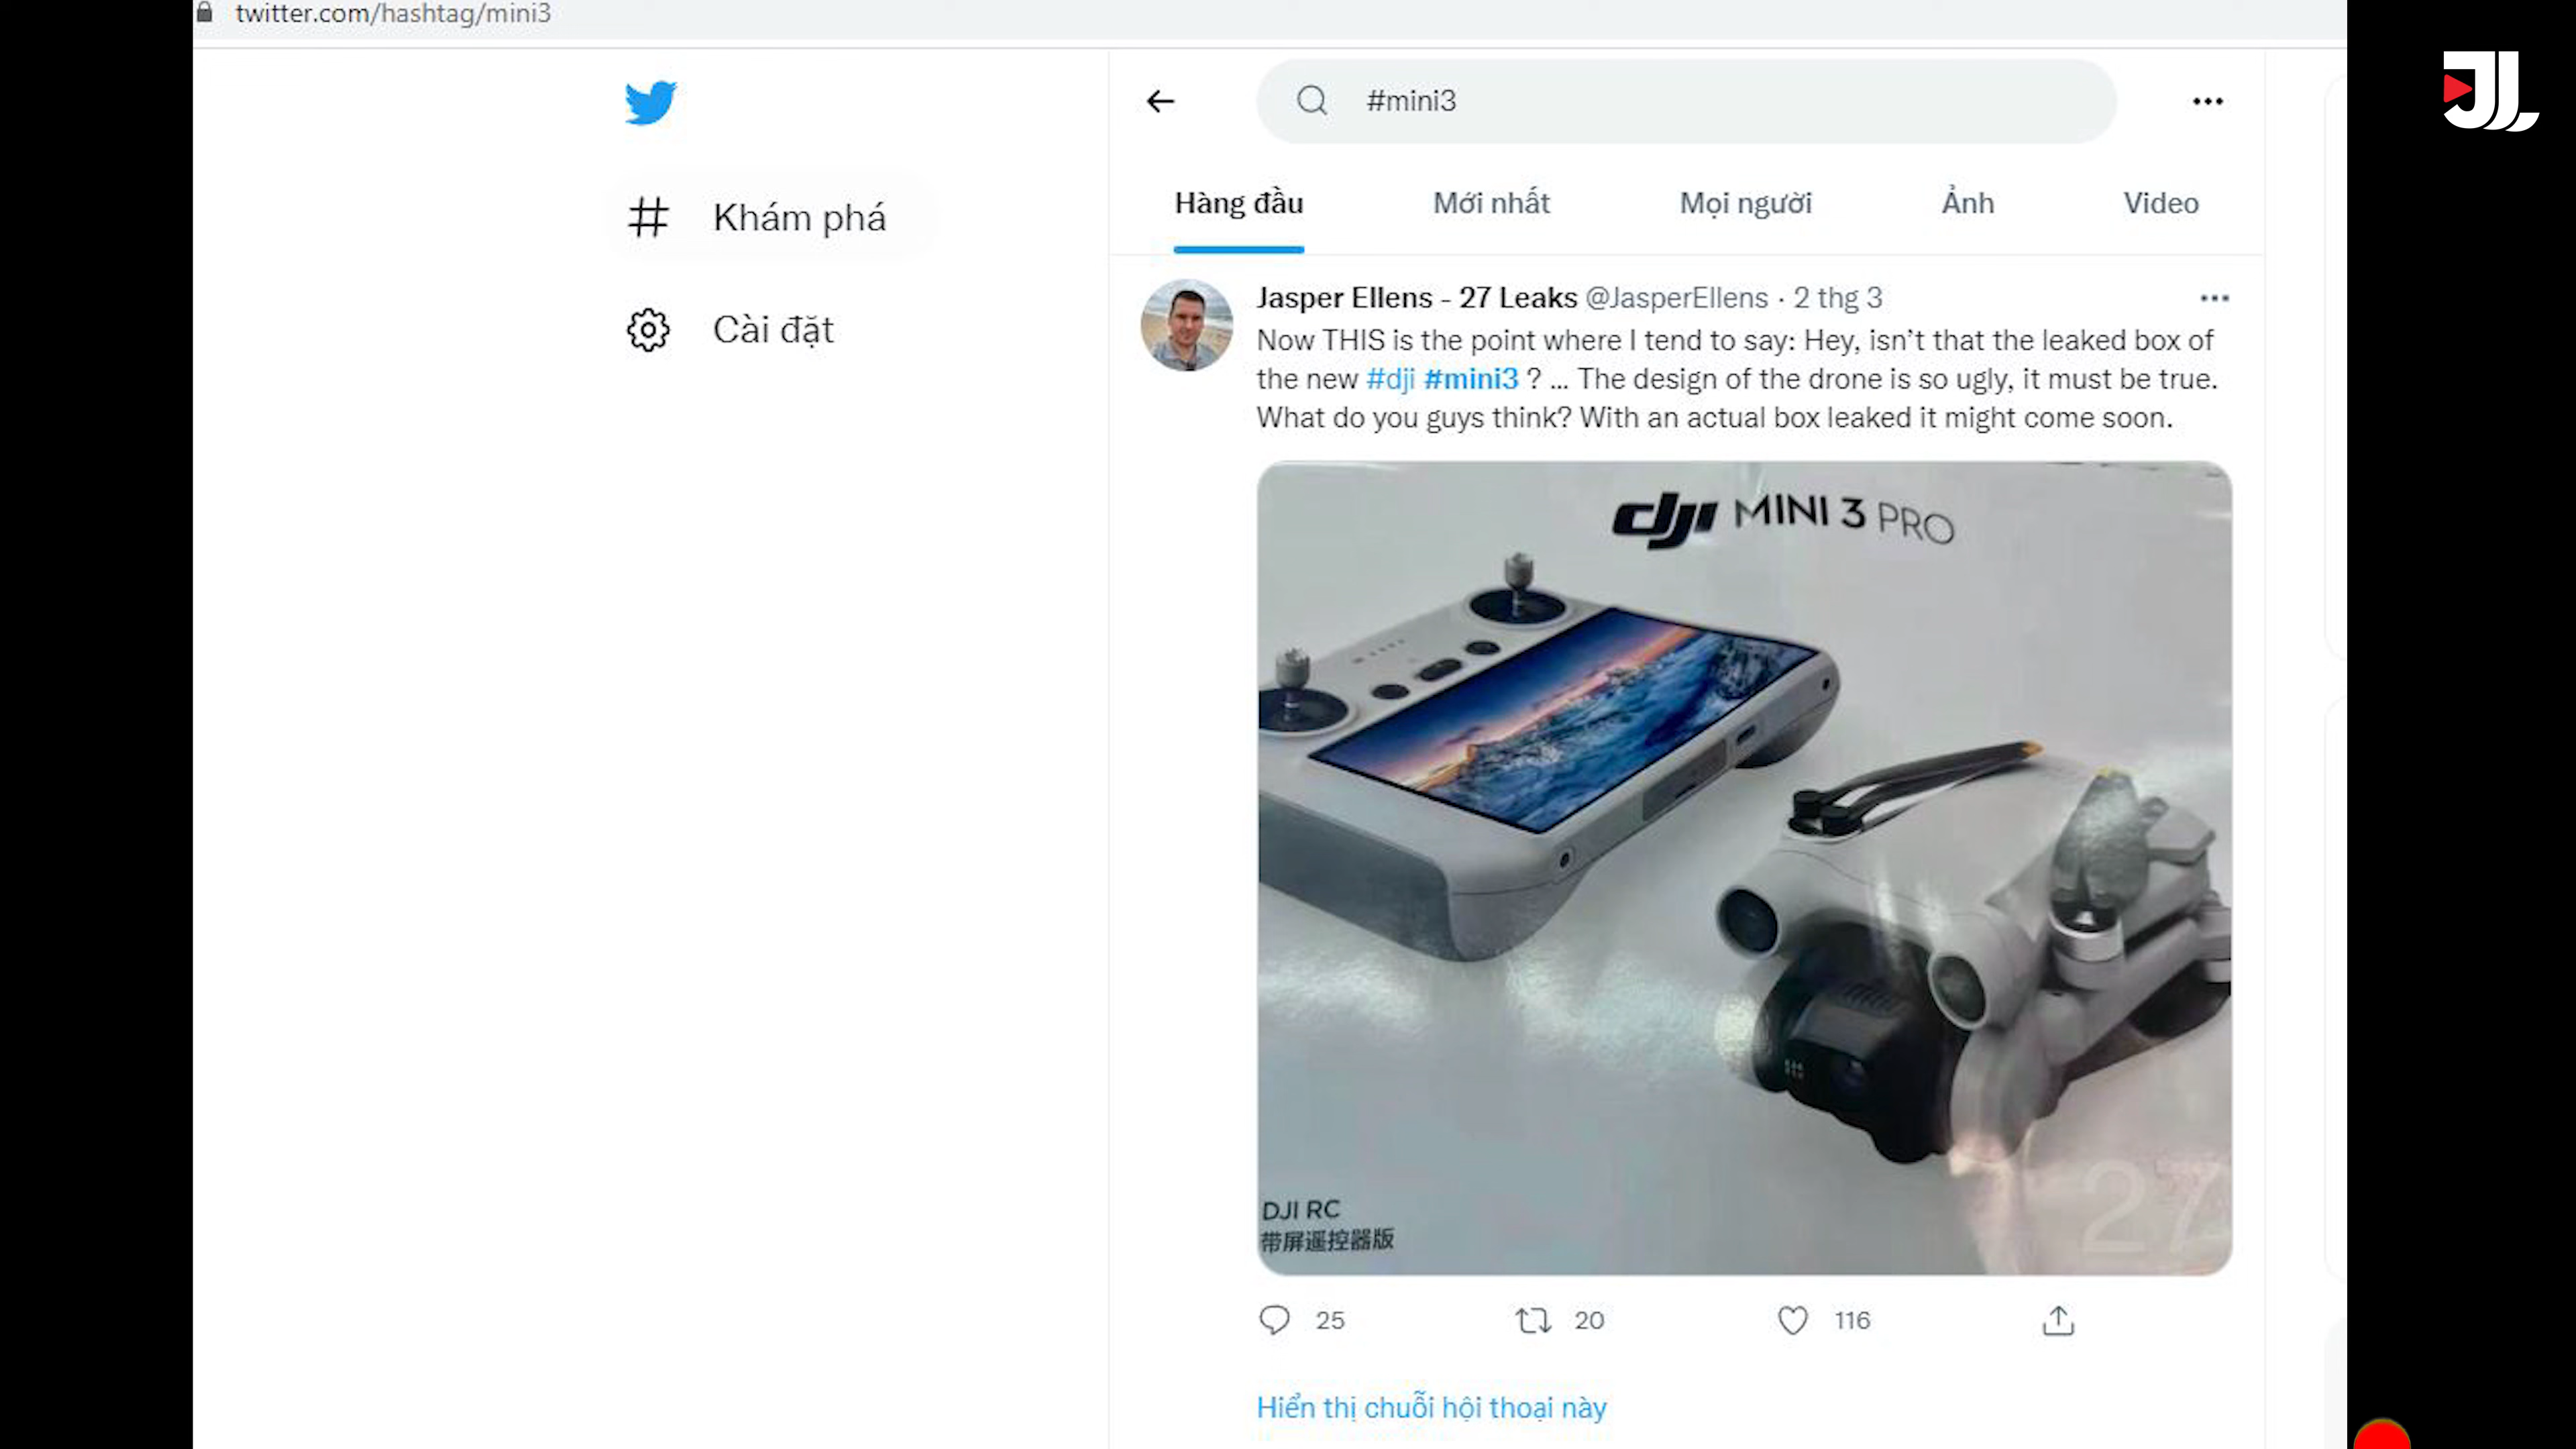 twitter.com/hashtag/mini3
JL
#mini3
Khám phá
Cài đặt
Hàng đầu Mới nhất Mọi người Ảnh Video
Jasper Ellens - 27 Leaks @JasperEllens · 2 thg 3
Now THIS is the point where I tend to say: Hey, isn’t that the leaked box of
the new #dji #mini3 ? ... The design of the drone is so ugly, it must be true.
What do you guys think? With an actual box leaked it might come soon.
dji MINI 3 PRO
DJI RC
带屏遥控器版
27
25 20 116
Hiển thị chuỗi hội thoại này